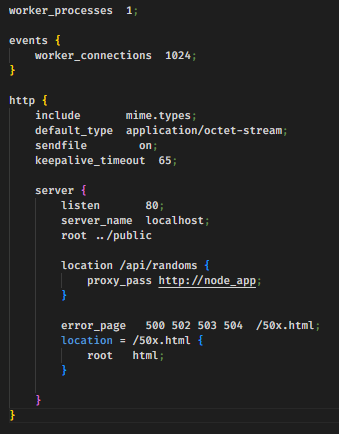 worker_processes  1;
events {
    worker_connections  1024;
}
http {
    include       mime.types;
    default_type  application/octet-stream;
    sendfile        on;
    keepalive_timeout  65;
    server {
        listen       80;
        server_name  localhost;
        root ../public
        location /api/randoms {
            proxy_pass http://node_app;
        }
        error_page   500 502 503 504  /50x.html;
        location = /50x.html {
            root   html;
        }
    }
}